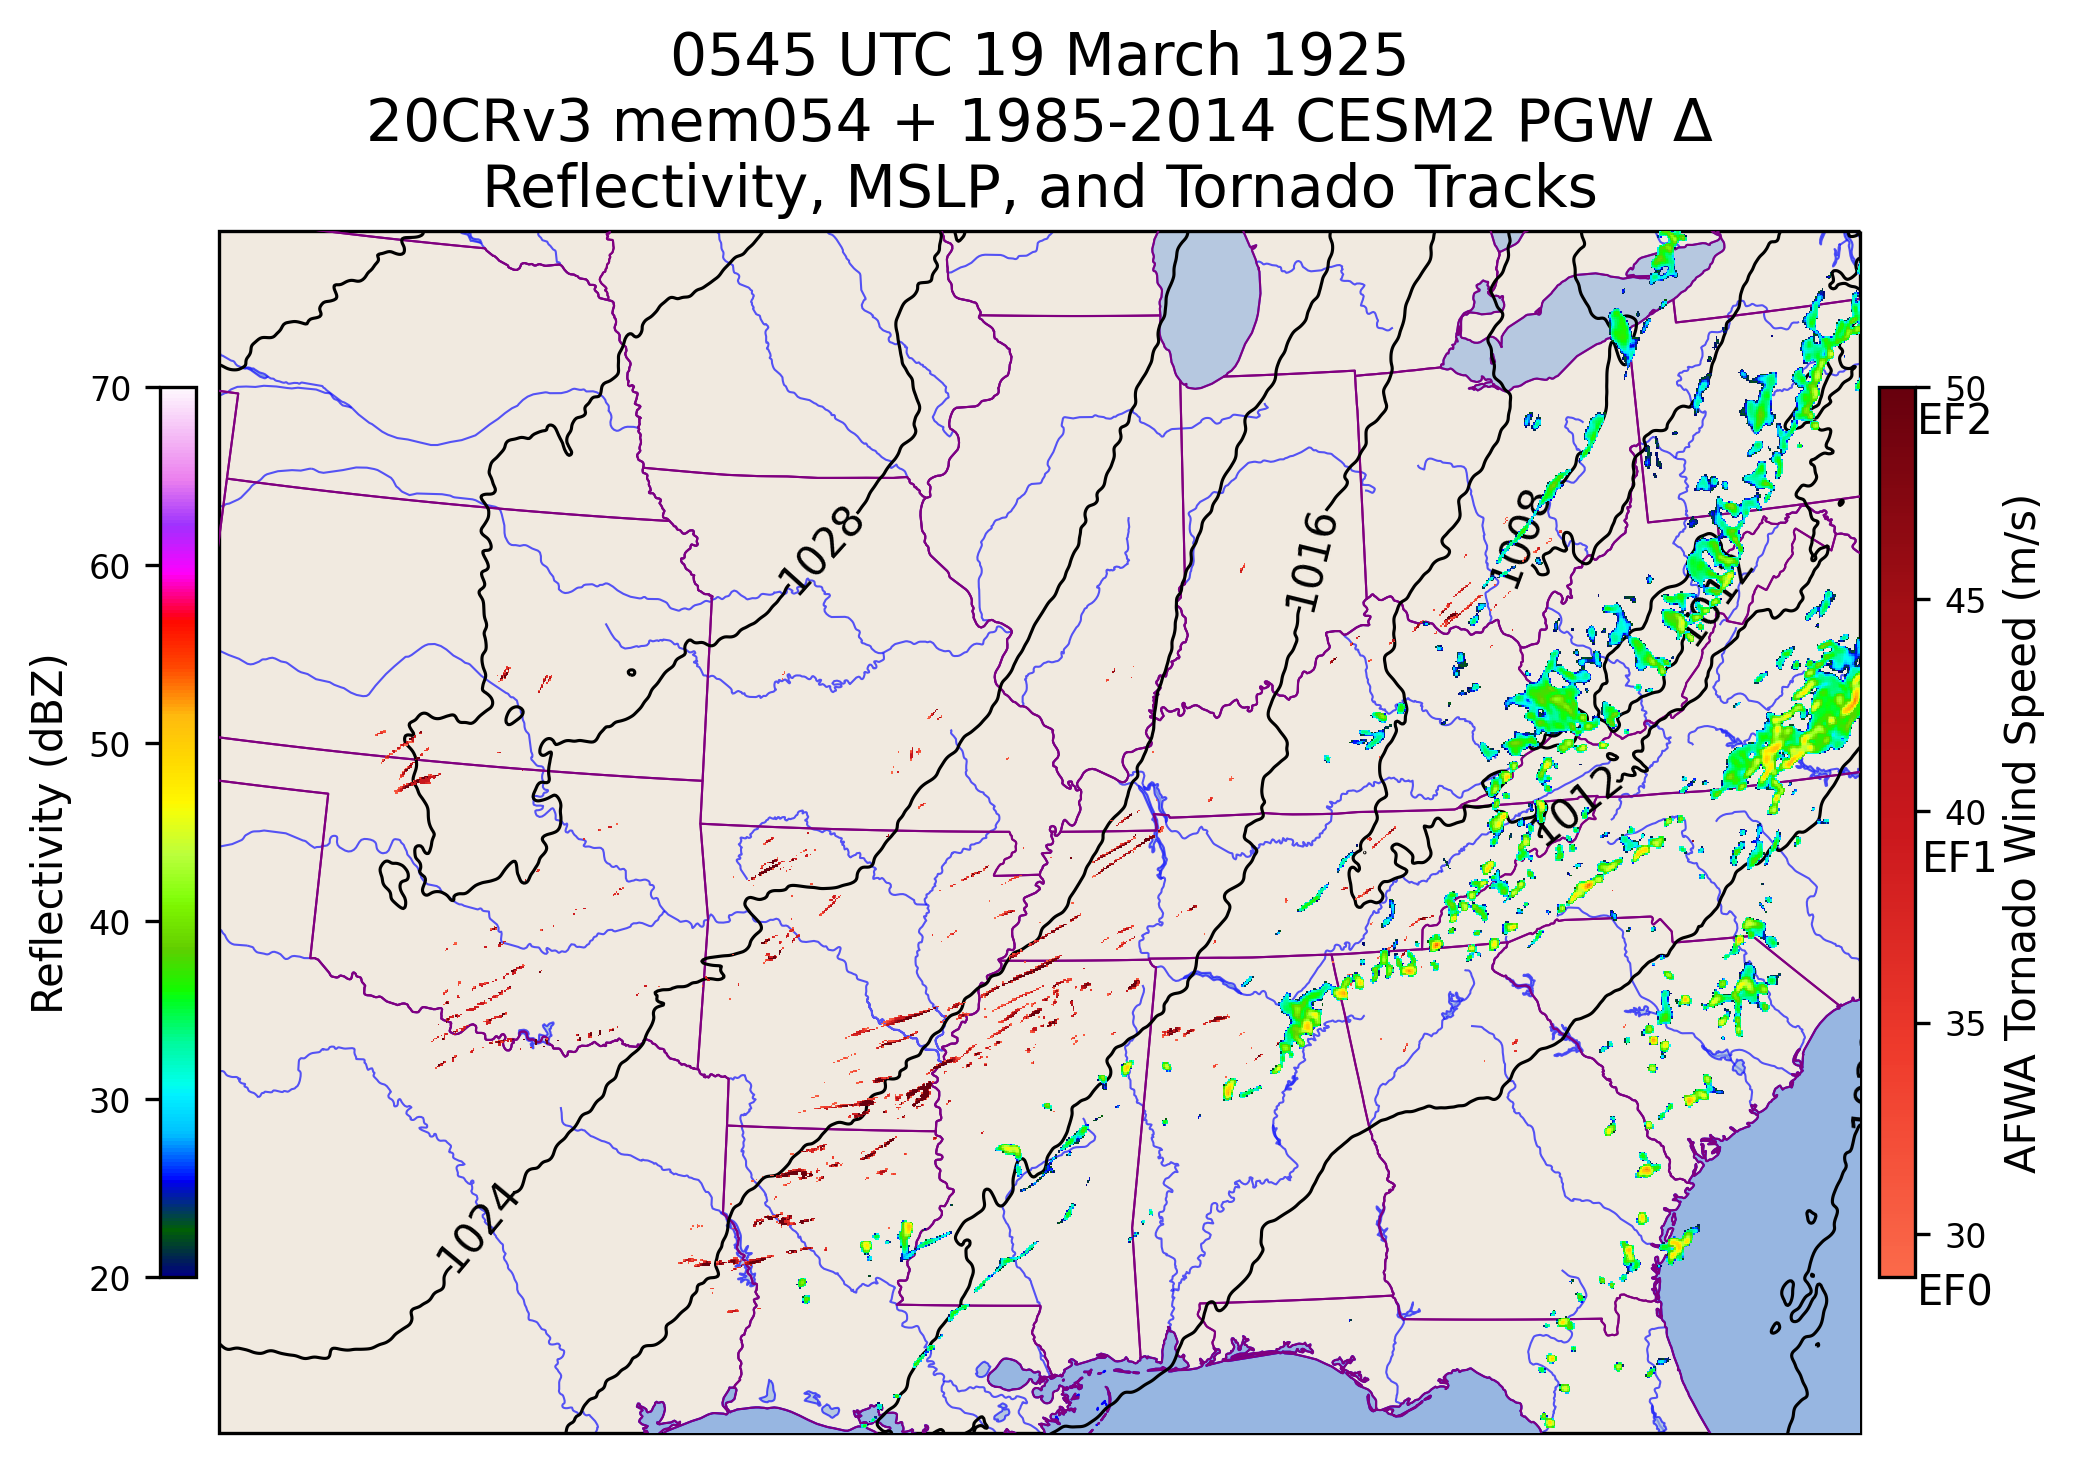 0545 UTC 19 March 1925
20CRv3 mem054 + 1985-2014 CESM2 PGW Δ
Reflectivity, MSLP, and Tornado Tracks
Reflectivity (dBZ)
70
60
50
40
30
20
1028
1016
1008
1012
1012
1024
50
EF2
45
40
EF1
35
30
EF0
AFWA Tornado Wind Speed (m/s)